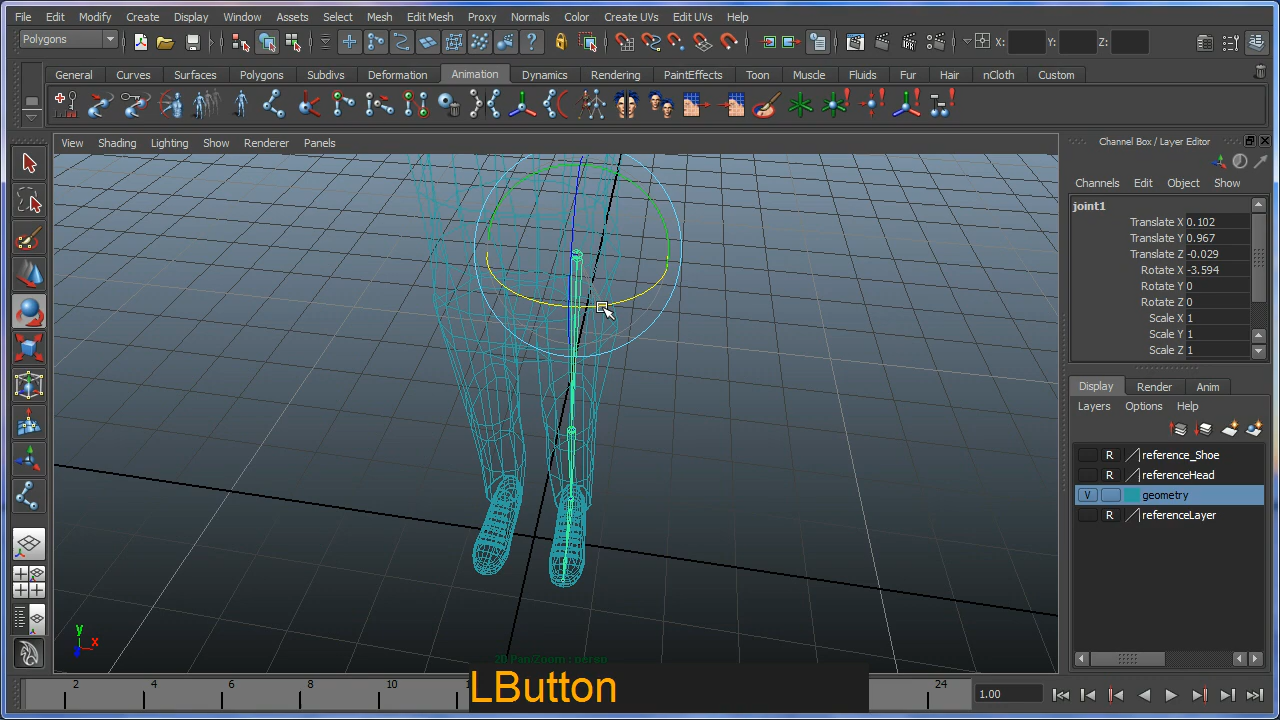 File Edit Modify Create Display Window Assets Select Mesh Edit Mesh Proxy Normals Color Create UVs Edit UVs Help
Polygons X: Y: Z:
General Curves Surfaces Polygons Subdivs Deformation Animation Dynamics Rendering PaintEffects Toon Muscle Fluids Fur Hair nCloth Custom
View Shading Lighting Show Renderer Panels
Channel Box / Layer Editor
Channels Edit Object Show
joint1
Translate X 0.102
Translate Y 0.967
Translate Z -0.029
Rotate X -3.594
Rotate Y 0
Rotate Z 0
Scale X 1
Scale Y 1
Scale Z 1
Display Render Anim
Layers Options Help
R reference_Shoe
R referenceHead
V geometry
R referenceLayer
y x
2D Pan/Zoom : persp
2 4 6 8 10 24 1.00
LButton